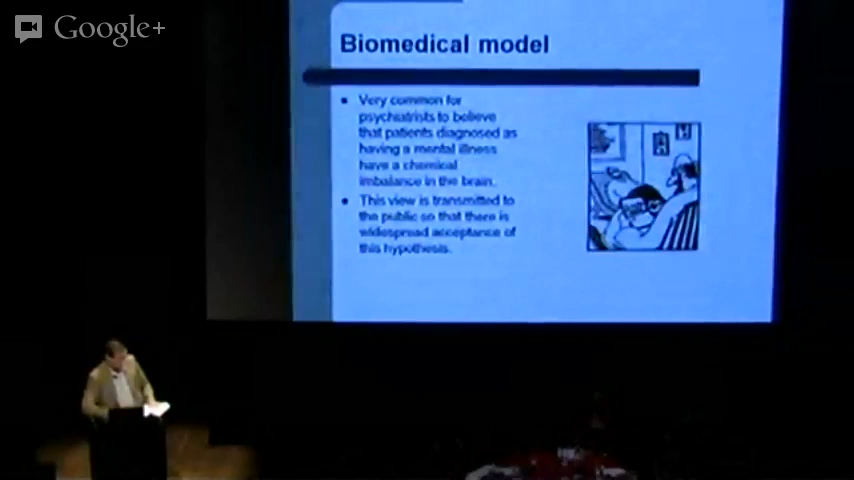 Google+
Biomedical model
Very common for
psychiatrists to believe
that patients diagnosed as
having a mental illness
have a chemical
imbalance in the brain.
This view is transmitted to
the public so that there is
widespread acceptance of
this hypothesis.